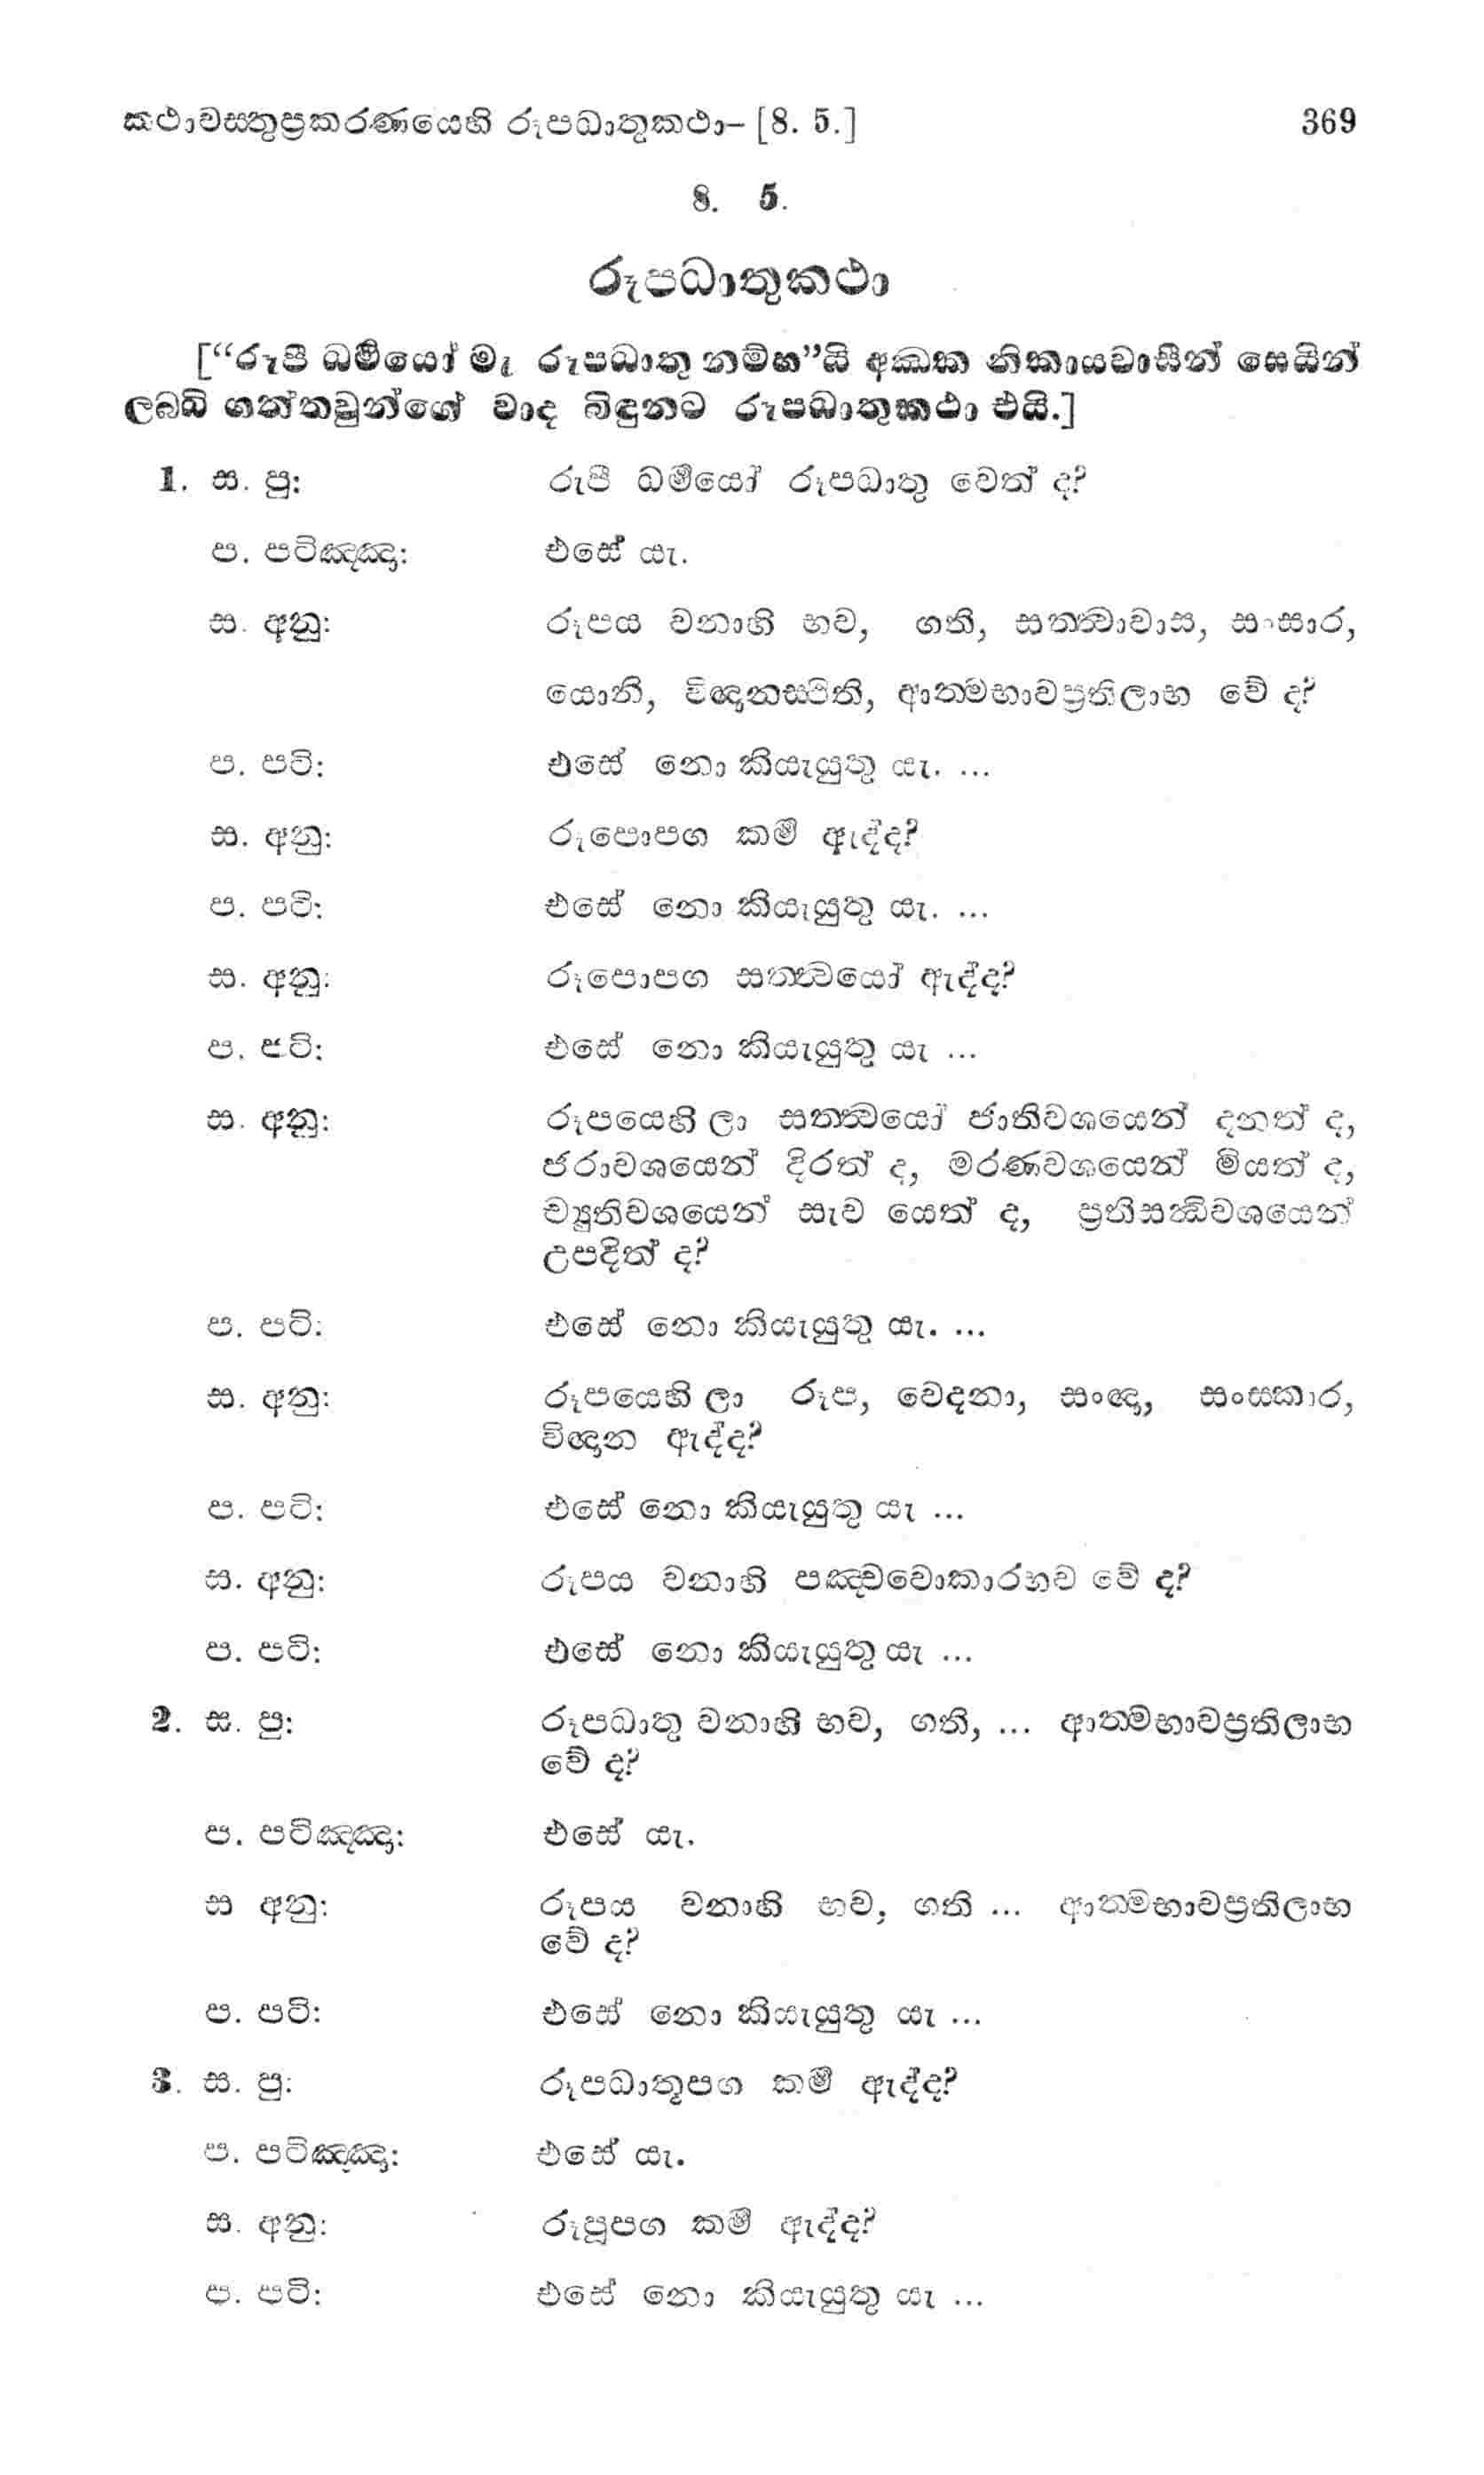 කථාවස්තුප්‍රකරණයෙහි රූපධාතුකථා– [8. 5.] 369
8. 5.
රූපධාතුකථා
[“රූපී ධර්‍මයෝ මැ රූපධාතු නම්හ”යි අන්‍ධක නිකායවාසීන් සෙයින්
ලබ්ධි ගත්තවුන්ගේ වාද බිඳුනට රූපධාතුකථා එයි.]
1. ස. පු: රූපී ධර්‍මයෝ රූපධාතු වෙත් ද?
ප. පටිඤ්ඤා: එසේ යැ.
ස. අනු: රූපය වනාහි භව, ගති, සත්ත්‍වාවාස, සංසාර,
යොනි, විඥානස්ථිති, ආත්මභාවප්‍රතිලාභ වේ ද?
ප. පටි: එසේ නො කියැයුතු යැ. ...
ස. අනු: රූපොපග කර්‍ම ඇද්ද?
ප. පටි: එසේ නො කියැයුතු යැ. ...
ස. අනු: රූපොපග සත්ත්‍වයෝ ඇද්ද?
ප. පටි: එසේ නො කියැයුතු යැ ...
ස. අනු: රූපයෙහි ලා සත්ත්‍වයෝ ජාතිවශයෙන් දනත් ද,
ජරාවශයෙන් දිරත් ද, මරණවශයෙන් මියත් ද,
ච්‍යුතිවශයෙන් සැව යෙත් ද, ප්‍රතිසන්‍ධිවශයෙන්
උපදිත් ද?
ප. පටි: එසේ නො කියැයුතු යැ. ...
ස. අනු: රූපයෙහි ලා රූප, වේදනා, සංඥා, සංස්කාර,
විඥාන ඇද්ද?
ප. පටි: එසේ නො කියැයුතු යැ ...
ස. අනු: රූපය වනාහි පඤ්චවොකාරභව වේ ද?
ප. පටි: එසේ නො කියැයුතු යැ ...
2. ස. පු: රූපධාතු වනාහි භව, ගති, ... ආත්මභාවප්‍රතිලාභ
වේ ද?
ප. පටිඤ්ඤා: එසේ යැ.
ස අනු: රූපය වනාහි භව, ගති ... ආත්මභාවප්‍රතිලාභ
වේ ද?
ප. පටි: එසේ නො කියැයුතු යැ ...
3. ස. පු: රූපධාතූපග කර්‍ම ඇද්ද?
ප. පටිඤ්ඤා: එසේ යැ.
ස. අනු: රූපූපග කර්‍ම ඇද්ද?
ප. පටි: එසේ නො කියැයුතු යැ ...